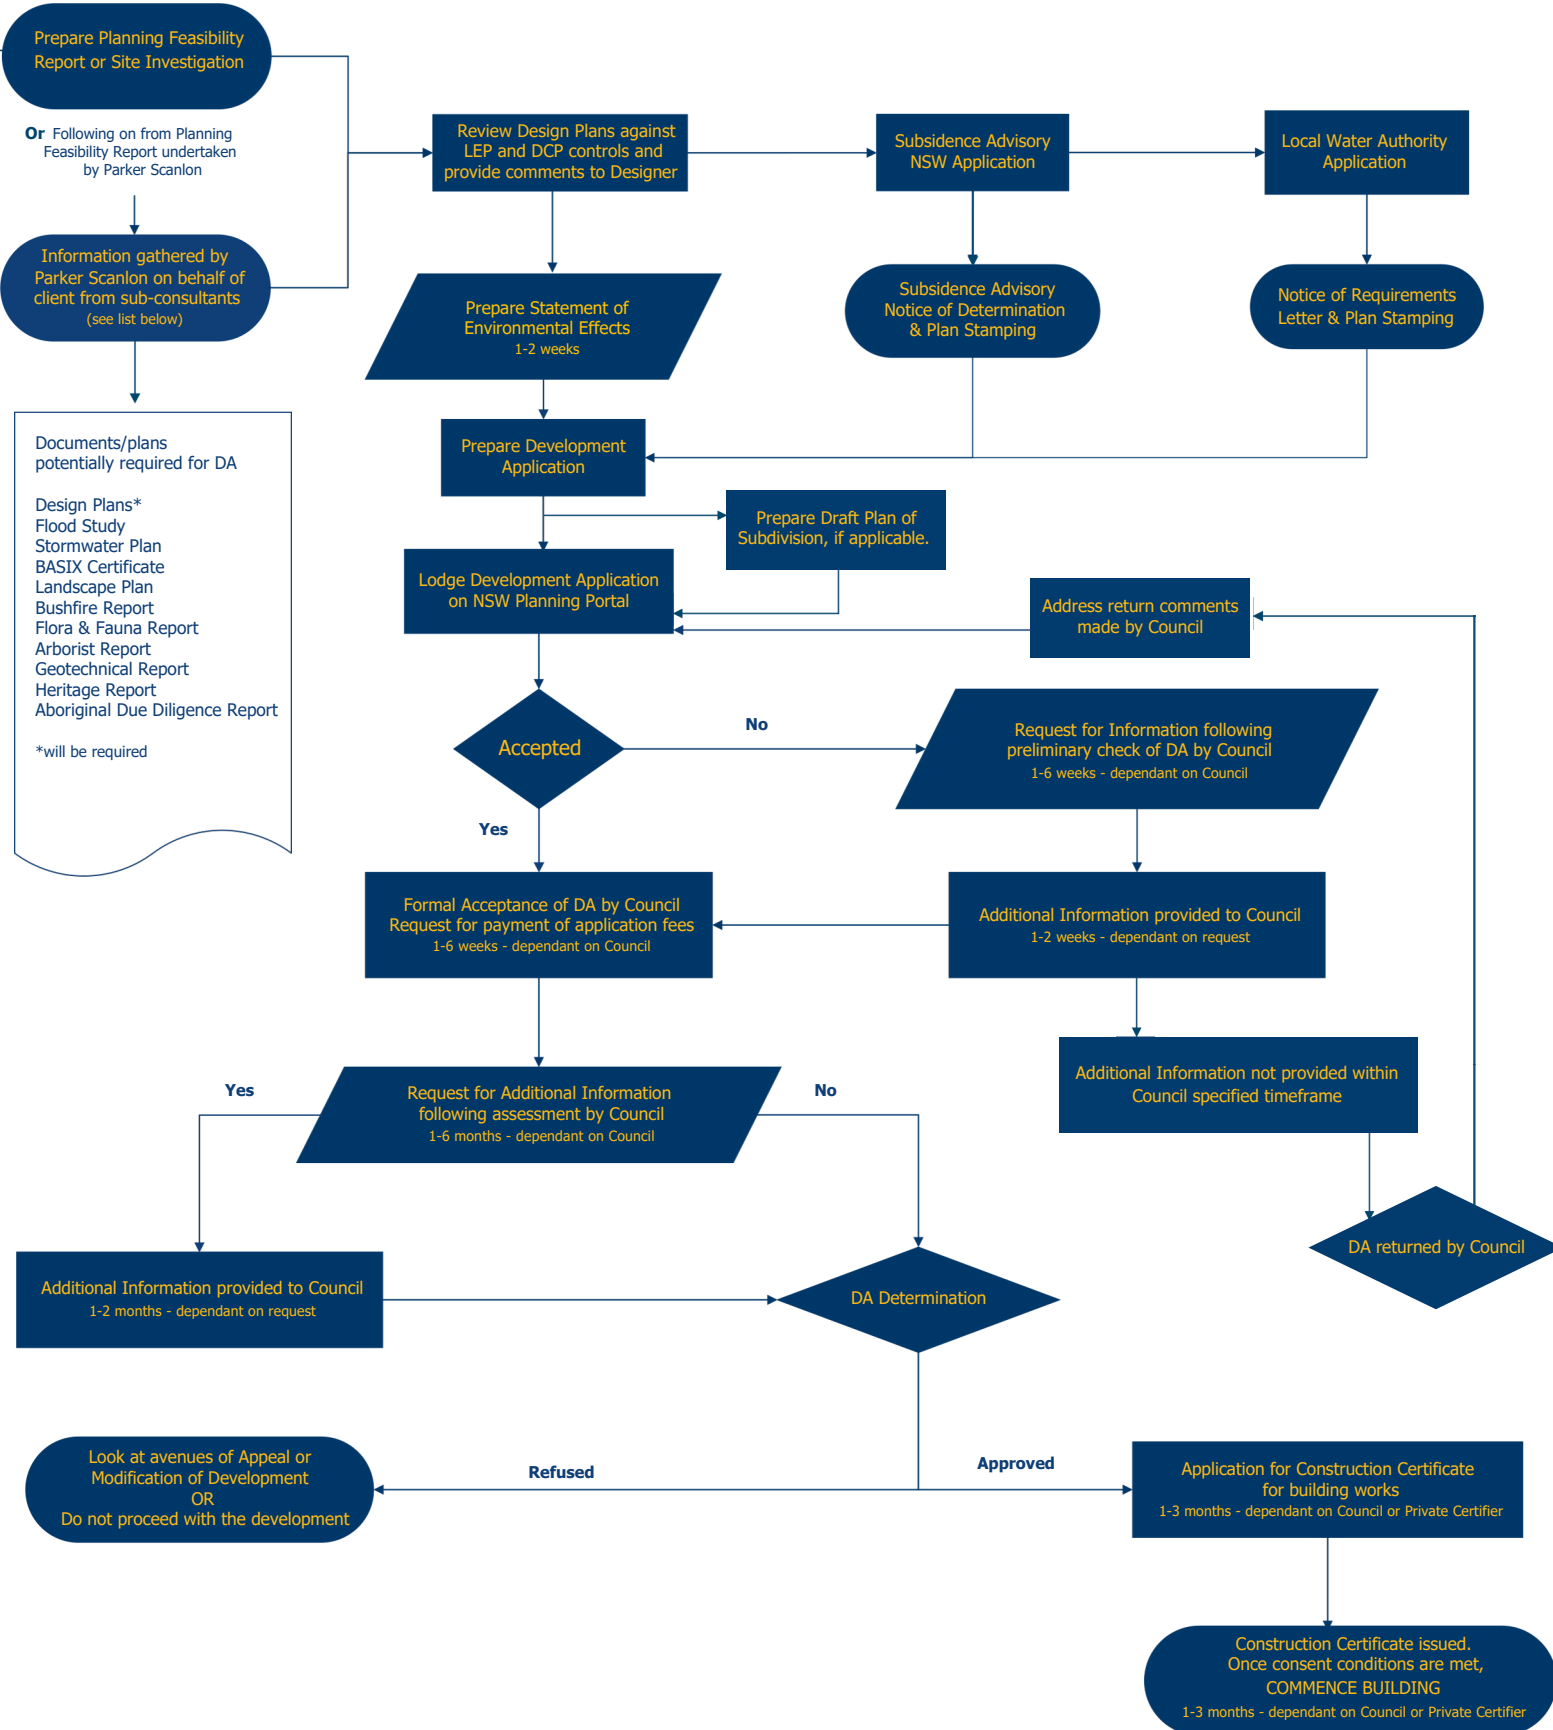 Prepare Planning Feasibility
Report or Site Investigation
Or Following on from Planning
Feasibility Report undertaken
by Parker Scanlon
Information gathered by
Parker Scanlon on behalf of
client from sub-consultants
(see list below)
Review Design Plans against
LEP and DCP controls and
provide comments to Designer
Subsidence Advisory
NSW Application
Local Water Authority
Application
Prepare Statement of
Environmental Effects
1-2 weeks
Subsidence Advisory
Notice of Determination
& Plan Stamping
Notice of Requirements
Letter & Plan Stamping
Documents/plans
potentially required for DA
Design Plans*
Flood Study
Stormwater Plan
BASIX Certificate
Landscape Plan
Bushfire Report
Flora & Fauna Report
Arborist Report
Geotechnical Report
Heritage Report
Aboriginal Due Diligence Report
*will be required
Prepare Development
Application
Prepare Draft Plan of
Subdivision, if applicable.
Lodge Development Application
on NSW Planning Portal
Address return comments
made by Council
Accepted
No
Request for Information following
preliminary check of DA by Council
1-6 weeks - dependant on Council
Yes
Formal Acceptance of DA by Council
Request for payment of application fees
1-6 weeks - dependant on Council
Additional Information provided to Council
1-2 weeks - dependant on request
Additional Information not provided within
Council specified timeframe
Yes
Request for Additional Information
following assessment by Council
1-6 months - dependant on Council
No
DA returned by Council
Additional Information provided to Council
1-2 months - dependant on request
DA Determination
Look at avenues of Appeal or
Modification of Development
OR
Do not proceed with the development
Refused
Approved
Application for Construction Certificate
for building works
1-3 months - dependant on Council or Private Certifier
Construction Certificate issued.
Once consent conditions are met,
COMMENCE BUILDING
1-3 months - dependant on Council or Private Certifier